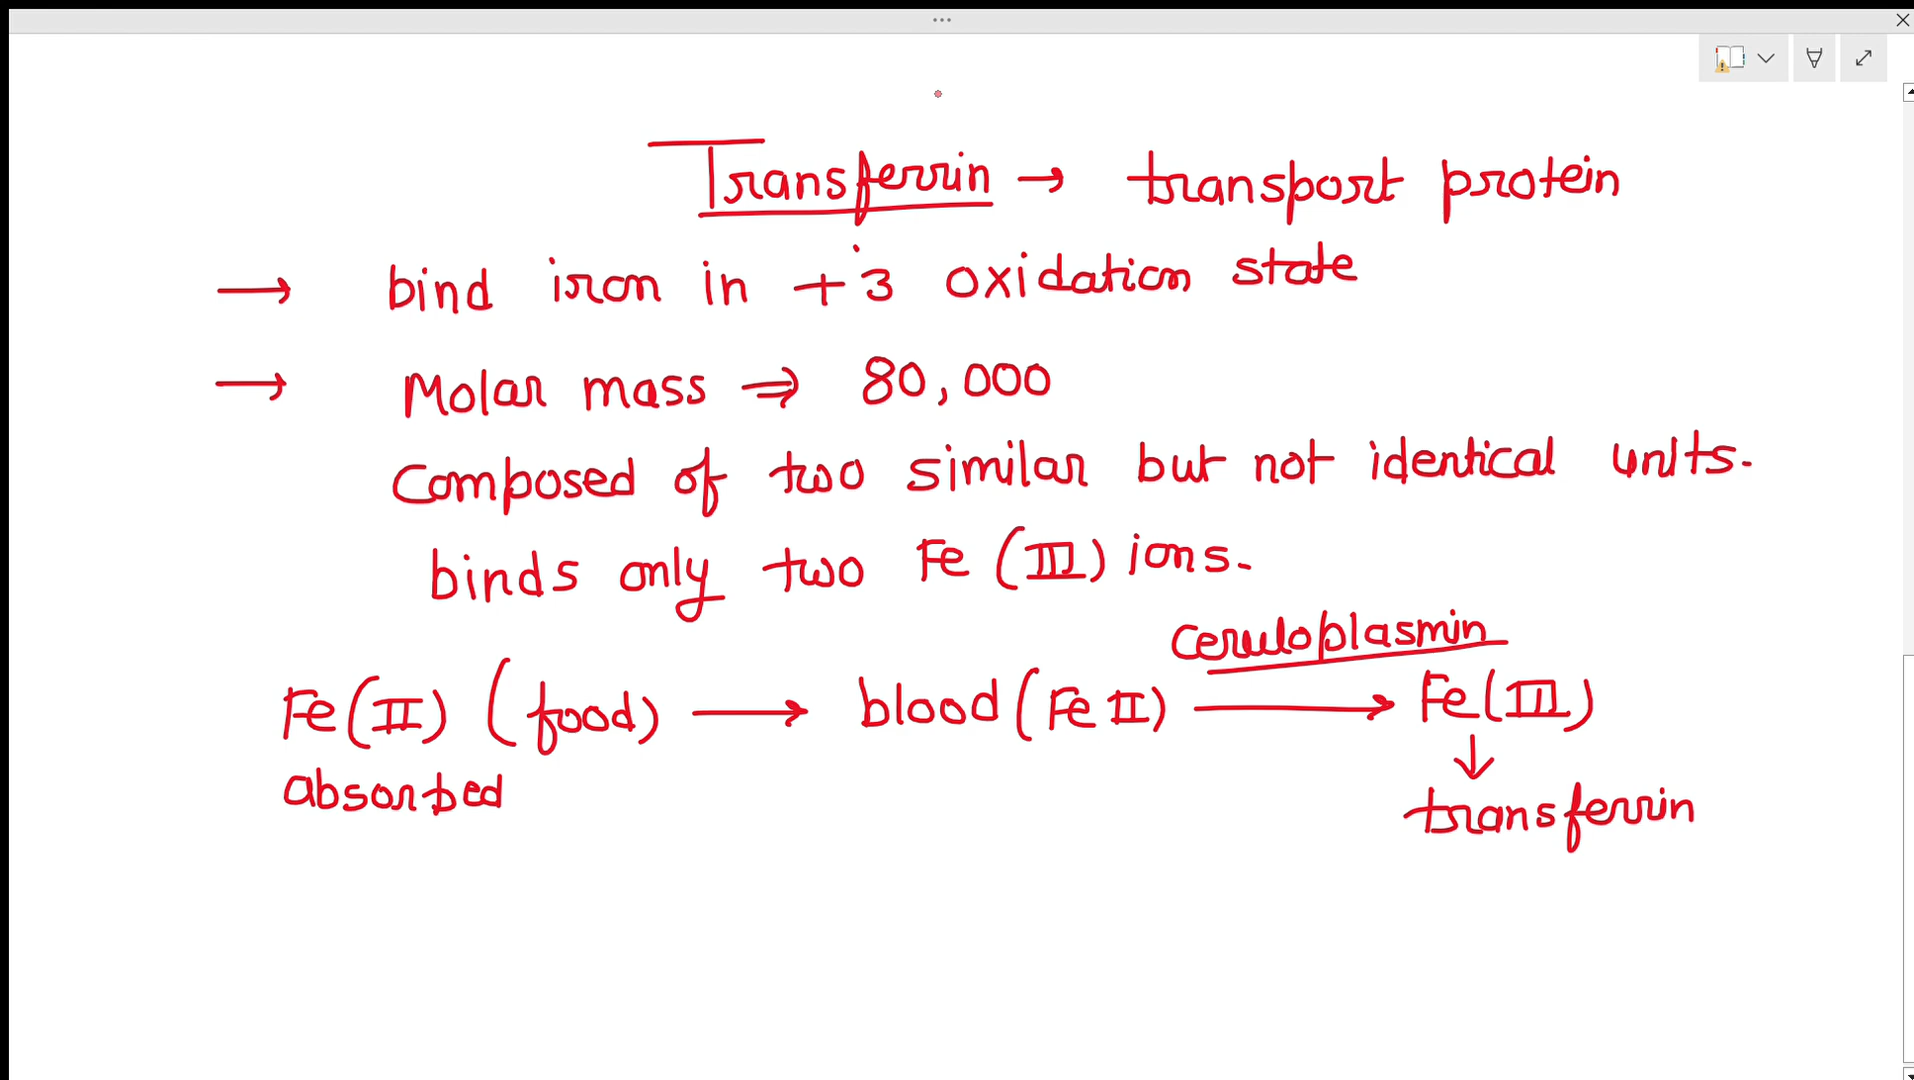 Transferrin → transport protein
→ bind iron in +3 oxidation state
→ Molar mass ⇒ 80,000
Composed of two similar but not identical units.
binds only two Fe (III) ions.
ceruloplasmin
Fe(II) (food) → blood (Fe II) → Fe(III)
↓
absorbed
transferrin